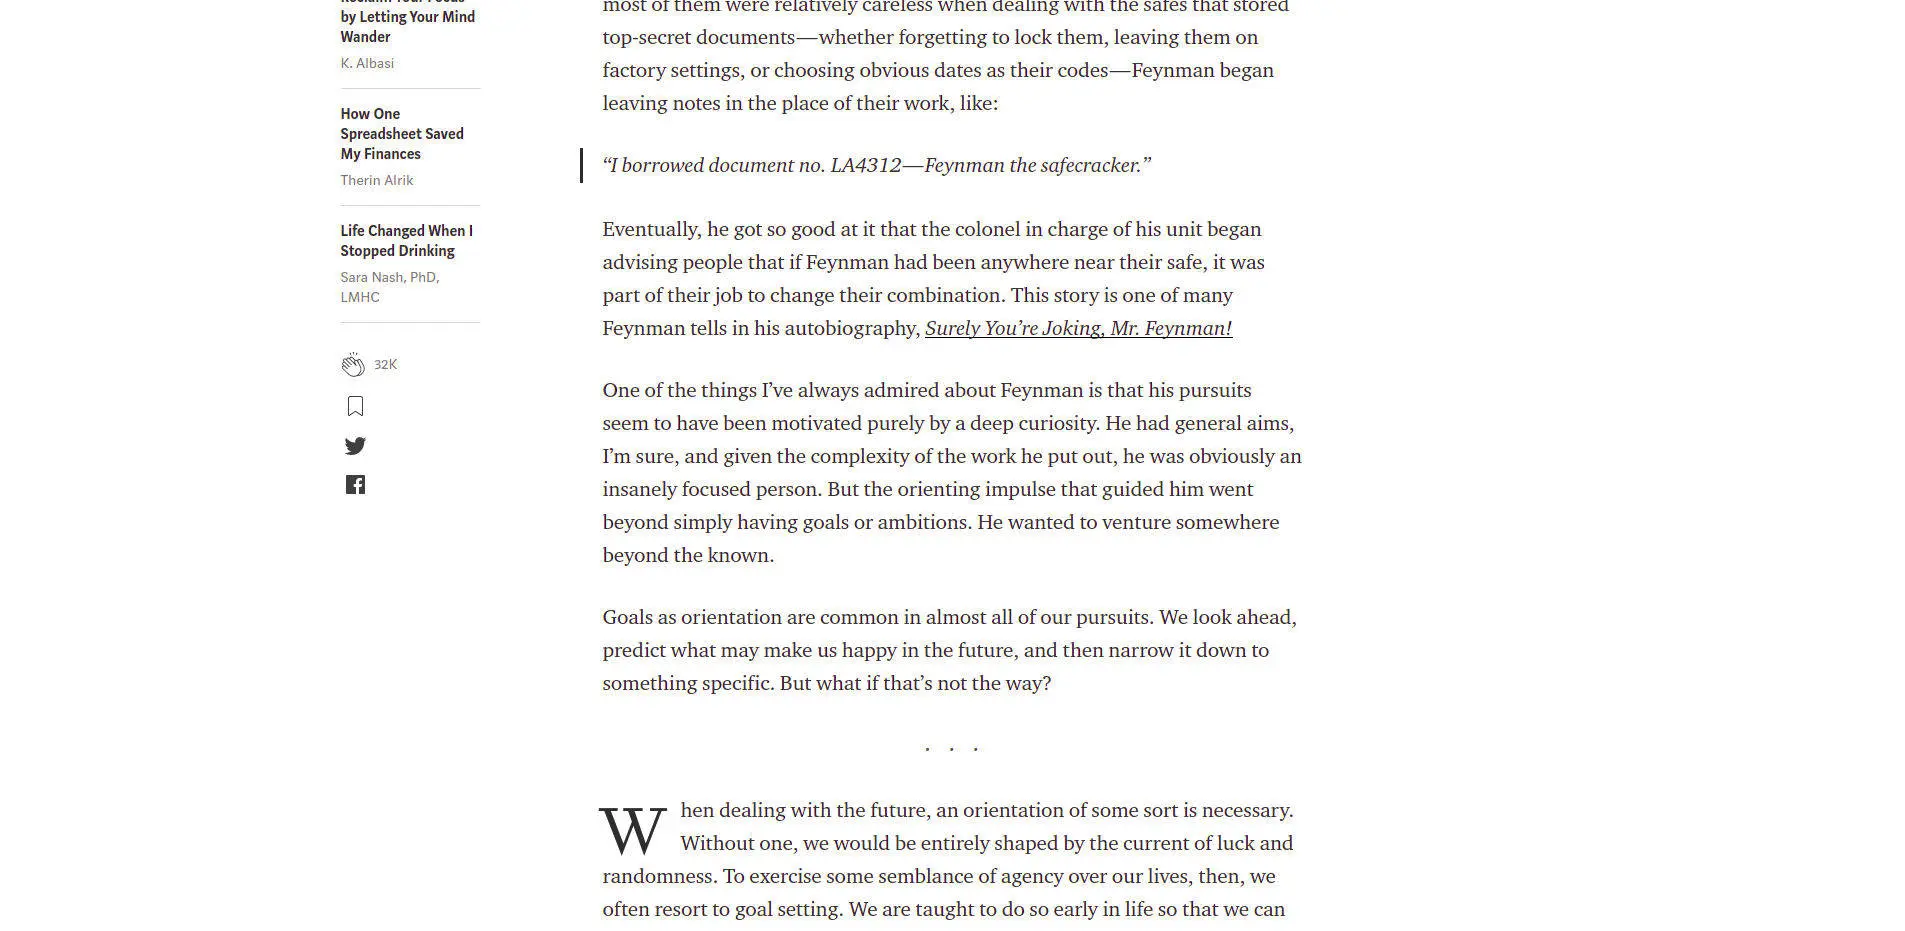 by Letting Your Mind
Wander
K. Albasi
How One
Spreadsheet Saved
My Finances
Therin Alrik
Life Changed When I
Stopped Drinking
Sara Nash, PhD,
LMHC
32K
most of them were relatively careless when dealing with the safes that stored
top-secret documents—whether forgetting to lock them, leaving them on
factory settings, or choosing obvious dates as their codes—Feynman began
leaving notes in the place of their work, like:
“I borrowed document no. LA4312—Feynman the safecracker.”
Eventually, he got so good at it that the colonel in charge of his unit began
advising people that if Feynman had been anywhere near their safe, it was
part of their job to change their combination. This story is one of many
Feynman tells in his autobiography, Surely You’re Joking, Mr. Feynman!
One of the things I’ve always admired about Feynman is that his pursuits
seem to have been motivated purely by a deep curiosity. He had general aims,
I’m sure, and given the complexity of the work he put out, he was obviously an
insanely focused person. But the orienting impulse that guided him went
beyond simply having goals or ambitions. He wanted to venture somewhere
beyond the known.
Goals as orientation are common in almost all of our pursuits. We look ahead,
predict what may make us happy in the future, and then narrow it down to
something specific. But what if that’s not the way?
. . .
When dealing with the future, an orientation of some sort is necessary.
Without one, we would be entirely shaped by the current of luck and
randomness. To exercise some semblance of agency over our lives, then, we
often resort to goal setting. We are taught to do so early in life so that we can